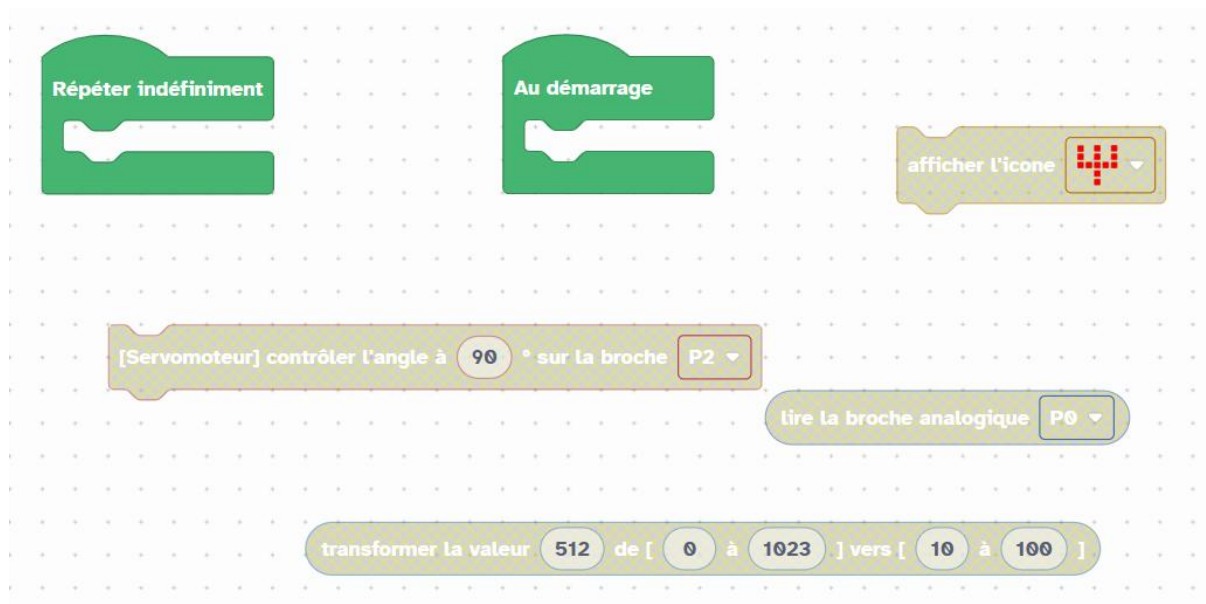 Répéter indéfiniment
Au démarrage
afficher l'icone
[Servomoteur] contrôler l'angle à 90 ° sur la broche P2
lire la broche analogique P0
transformer la valeur 512 de [ 0 à 1023 ] vers [ 10 à 100 ]